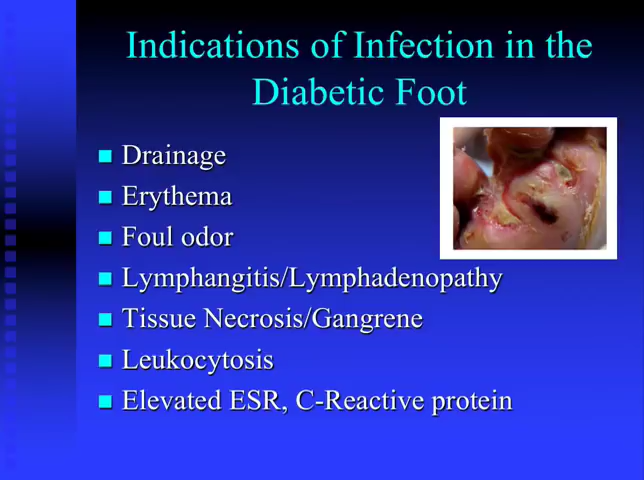 Indications of Infection in the
Diabetic Foot
Drainage
Erythema
Foul odor
Lymphangitis/Lymphadenopathy
Tissue Necrosis/Gangrene
Leukocytosis
Elevated ESR, C-Reactive protein